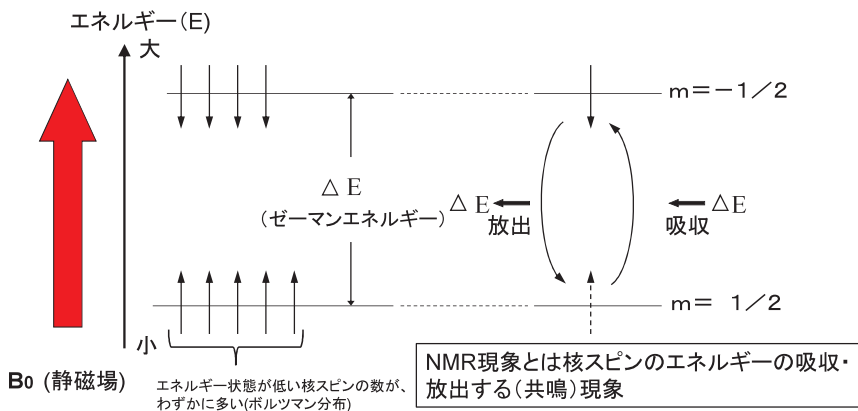 エネルギー(E)
大
m=-1/2
△E
(ゼーマンエネルギー)
△E
放出
△E
吸収
m= 1/2
小
B0 (静磁場)
エネルギー状態が低い核スピンの数が、
わずかに多い(ボルツマン分布)
NMR現象とは核スピンのエネルギーの吸収・
放出する(共鳴)現象